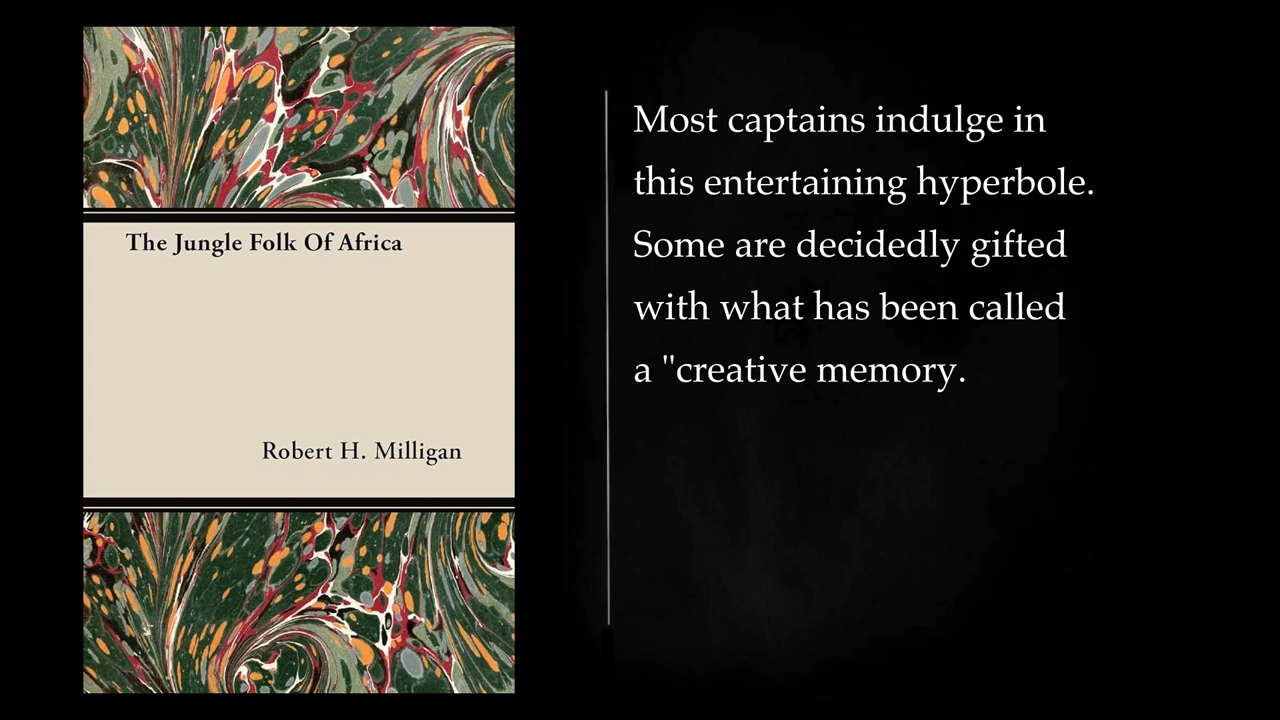 The Jungle Folk Of Africa
Robert H. Milligan
Most captains indulge in
this entertaining hyperbole.
Some are decidedly gifted
with what has been called
a "creative memory.